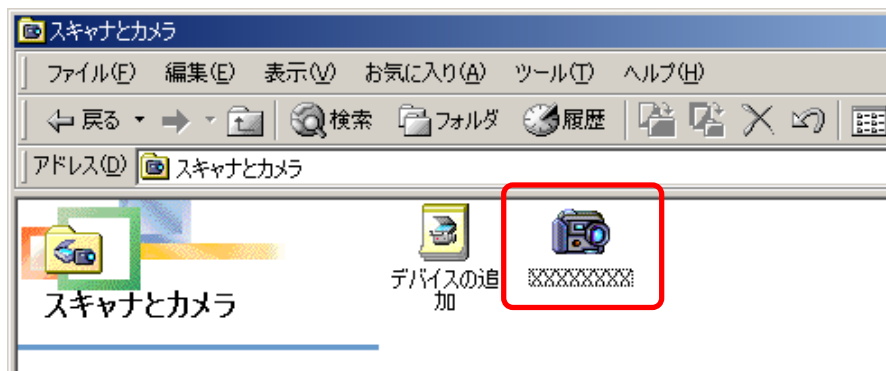 スキャナとカメラ
ファイル(F) 編集(E) 表示(V) お気に入り(A) ツール(T) ヘルプ(H)
戻る 検索 フォルダ 履歴
アドレス(D) スキャナとカメラ
スキャナとカメラ
デバイスの追
加
XXXXXXXXX